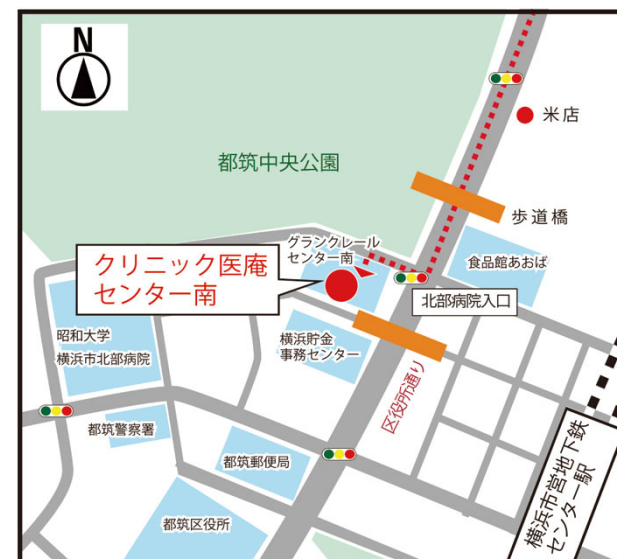 N
米店
都筑中央公園
歩道橋
グランクレール
センター南
食品館あおば
クリニック医庵
センター南
北部病院入口
昭和大学
横浜市北部病院
横浜貯金
事務センター
区役所通り
都筑警察署
都筑郵便局
都筑区役所
横浜市営地下鉄
センター駅